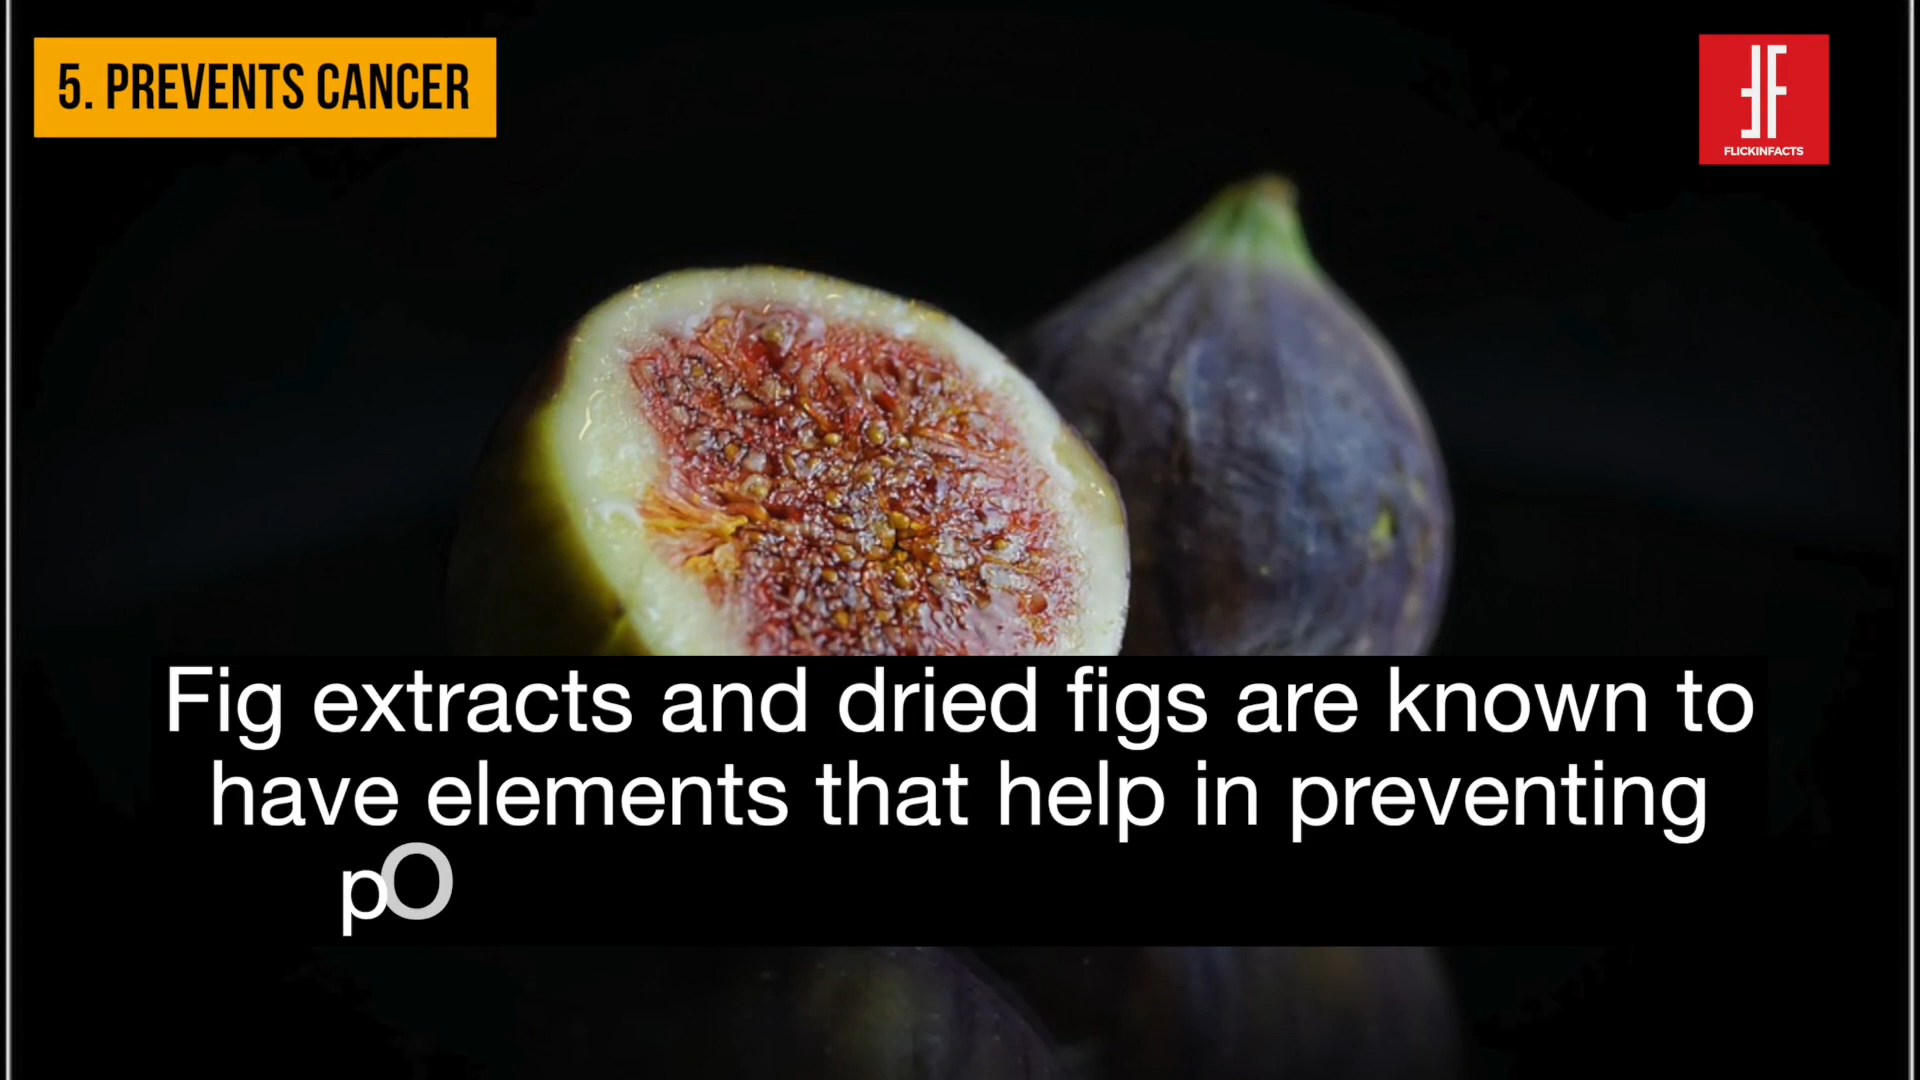 5. PREVENTS CANCER
FLICKINFACTS
Fig extracts and dried figs are known to
have elements that help in preventing
pO